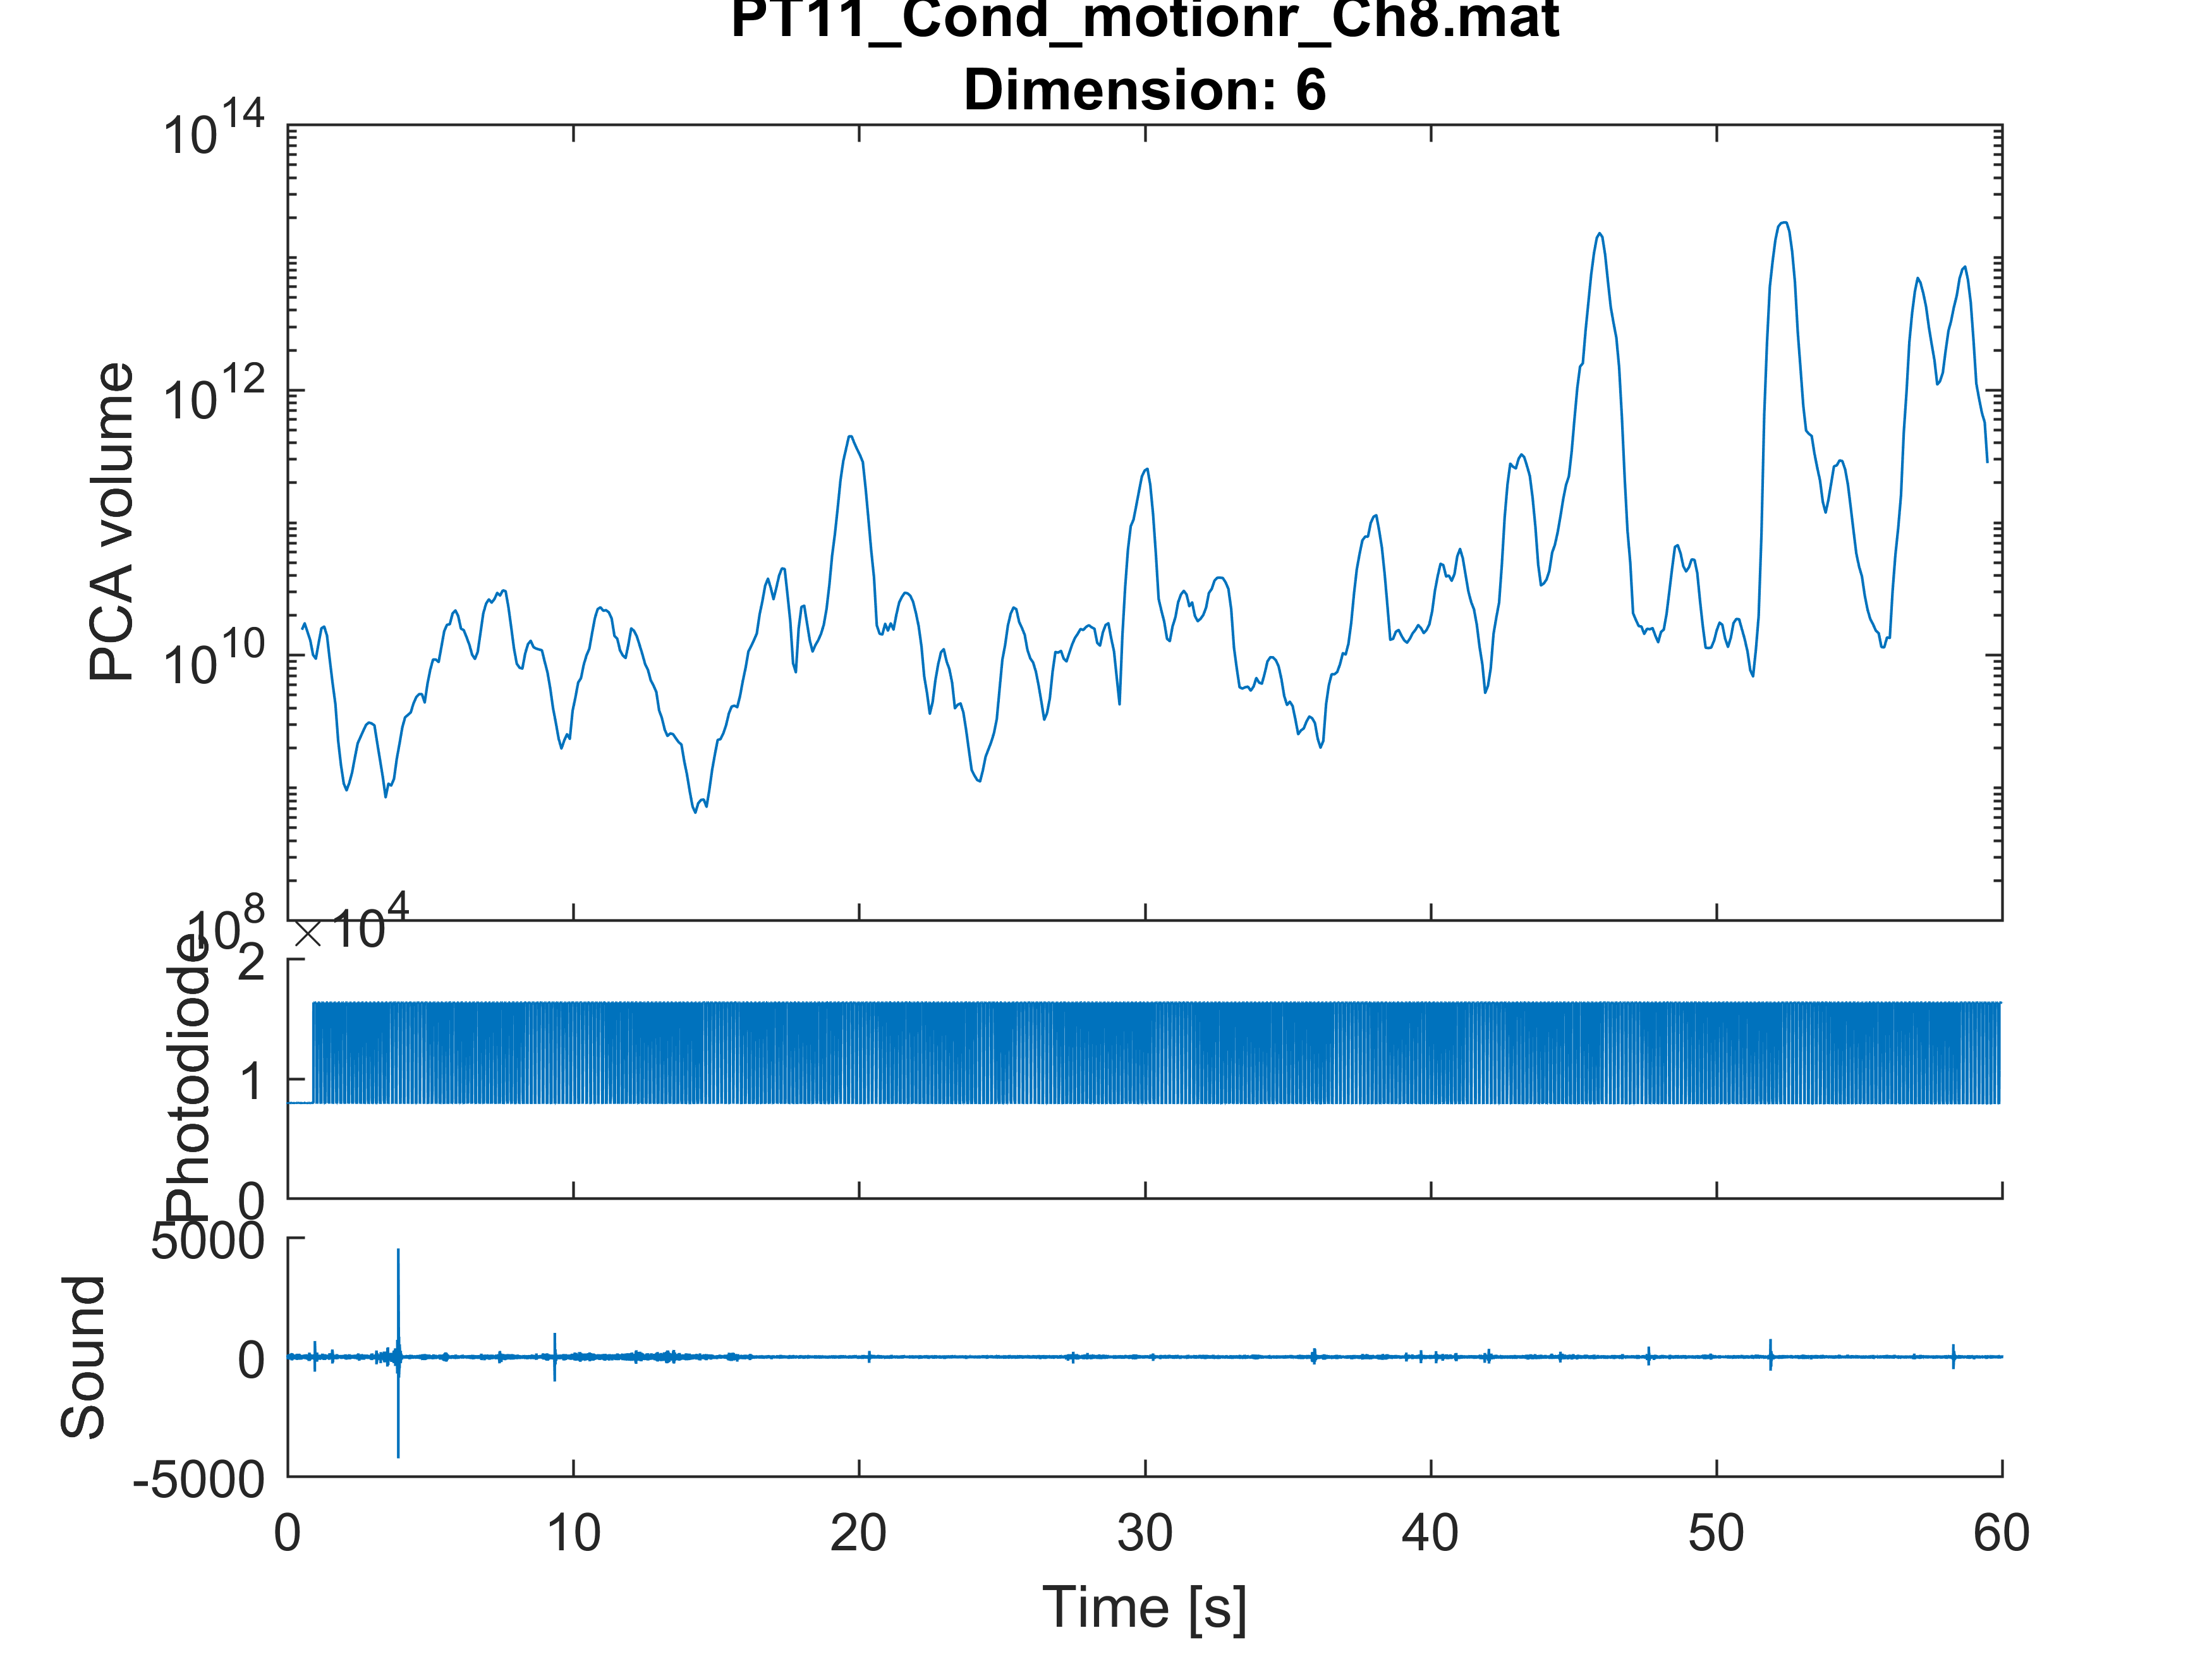 PT11_Cond_motionr_Ch8.mat
Dimension: 6
PCA volume
10^14
10^12
10^10
10^8
× 10^4
Photodiode
2
1
0
Sound
5000
0
-5000
0 10 20 30 40 50 60
Time [s]